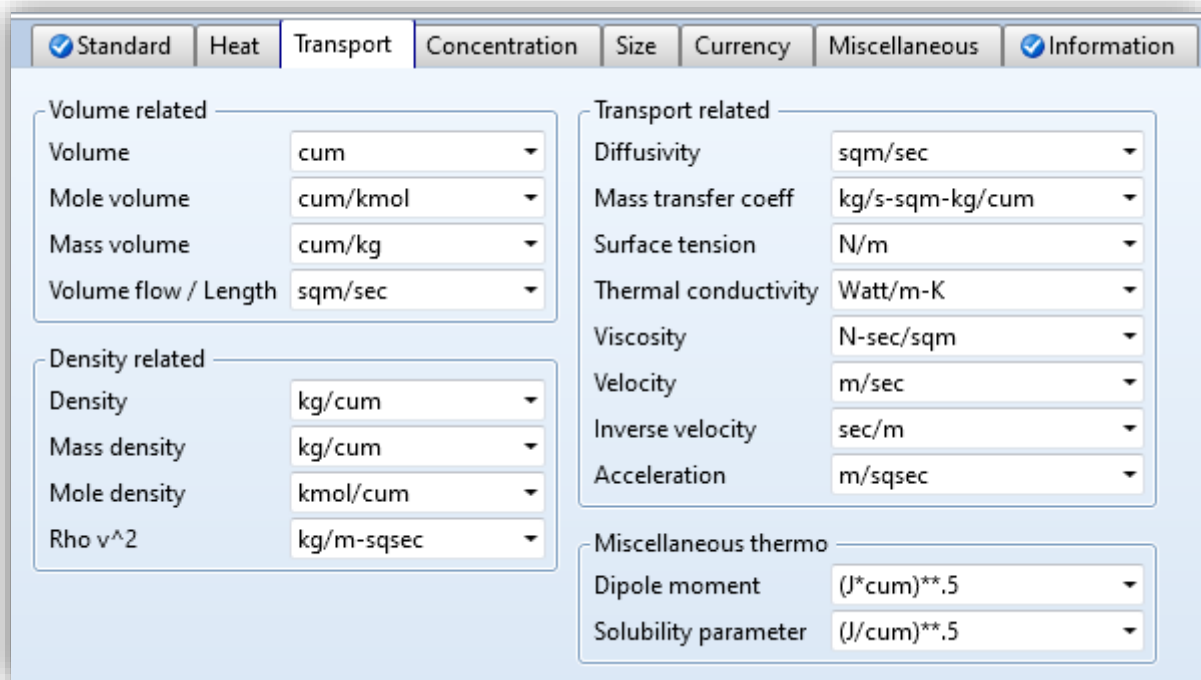 Standard Heat Transport Concentration Size Currency Miscellaneous Information
Volume related
Volume cum
Mole volume cum/kmol
Mass volume cum/kg
Volume flow / Length sqm/sec
Density related
Density kg/cum
Mass density kg/cum
Mole density kmol/cum
Rho v^2 kg/m-sqsec
Transport related
Diffusivity sqm/sec
Mass transfer coeff kg/s-sqm-kg/cum
Surface tension N/m
Thermal conductivity Watt/m-K
Viscosity N-sec/sqm
Velocity m/sec
Inverse velocity sec/m
Acceleration m/sqsec
Miscellaneous thermo
Dipole moment (J*cum)**.5
Solubility parameter (J/cum)**.5